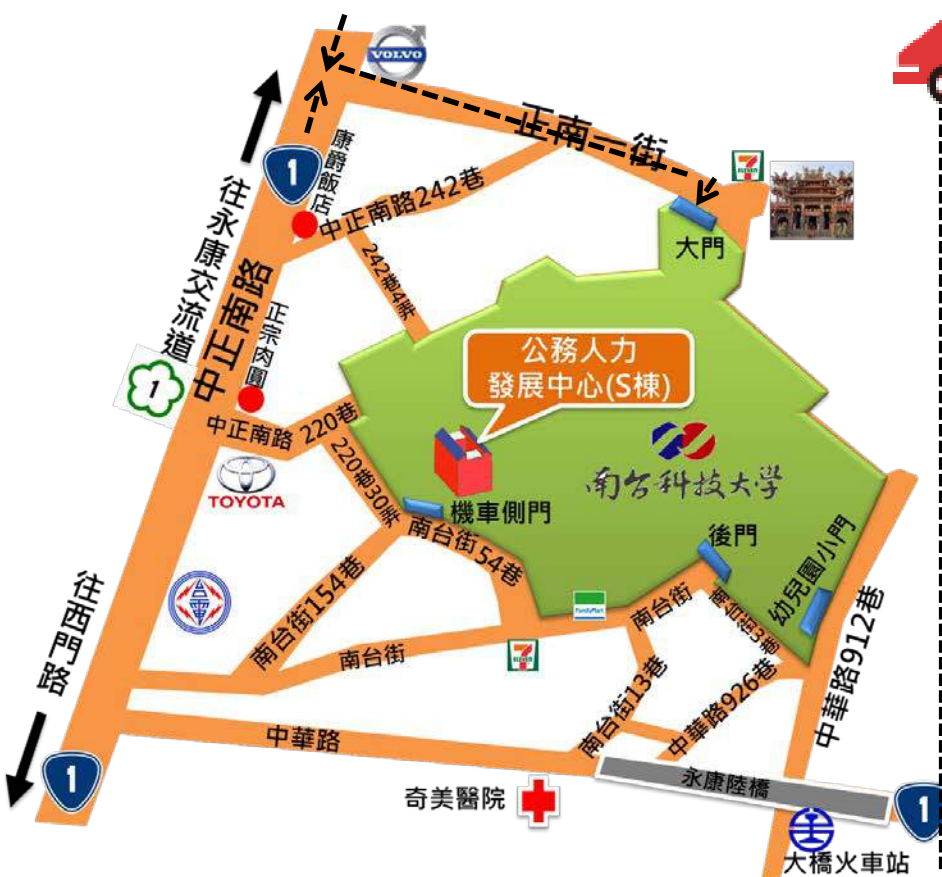 VOLVO
正南一街
7
ELEVEN
康爵飯店
1
往永康交流道
中正南路242巷
大門
242巷4弄
中正南路
正宗肉圓
1
公務人力
發展中心(S棟)
中正南路 220巷
220巷30弄
TOYOTA
南台科技大學
機車側門
南台街54巷
後門
幼兒園小門
台電
南台街154巷
FamilyMart
南台街
南台街
7
ELEVEN
往西門路
南台街13巷
中華路926巷
中華路912巷
中華路
永康陸橋
1
奇美醫院
1
大橋火車站